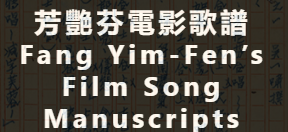 芳艷芬電影歌譜
Fang Yim-Fen’s
Film Song
Manuscripts